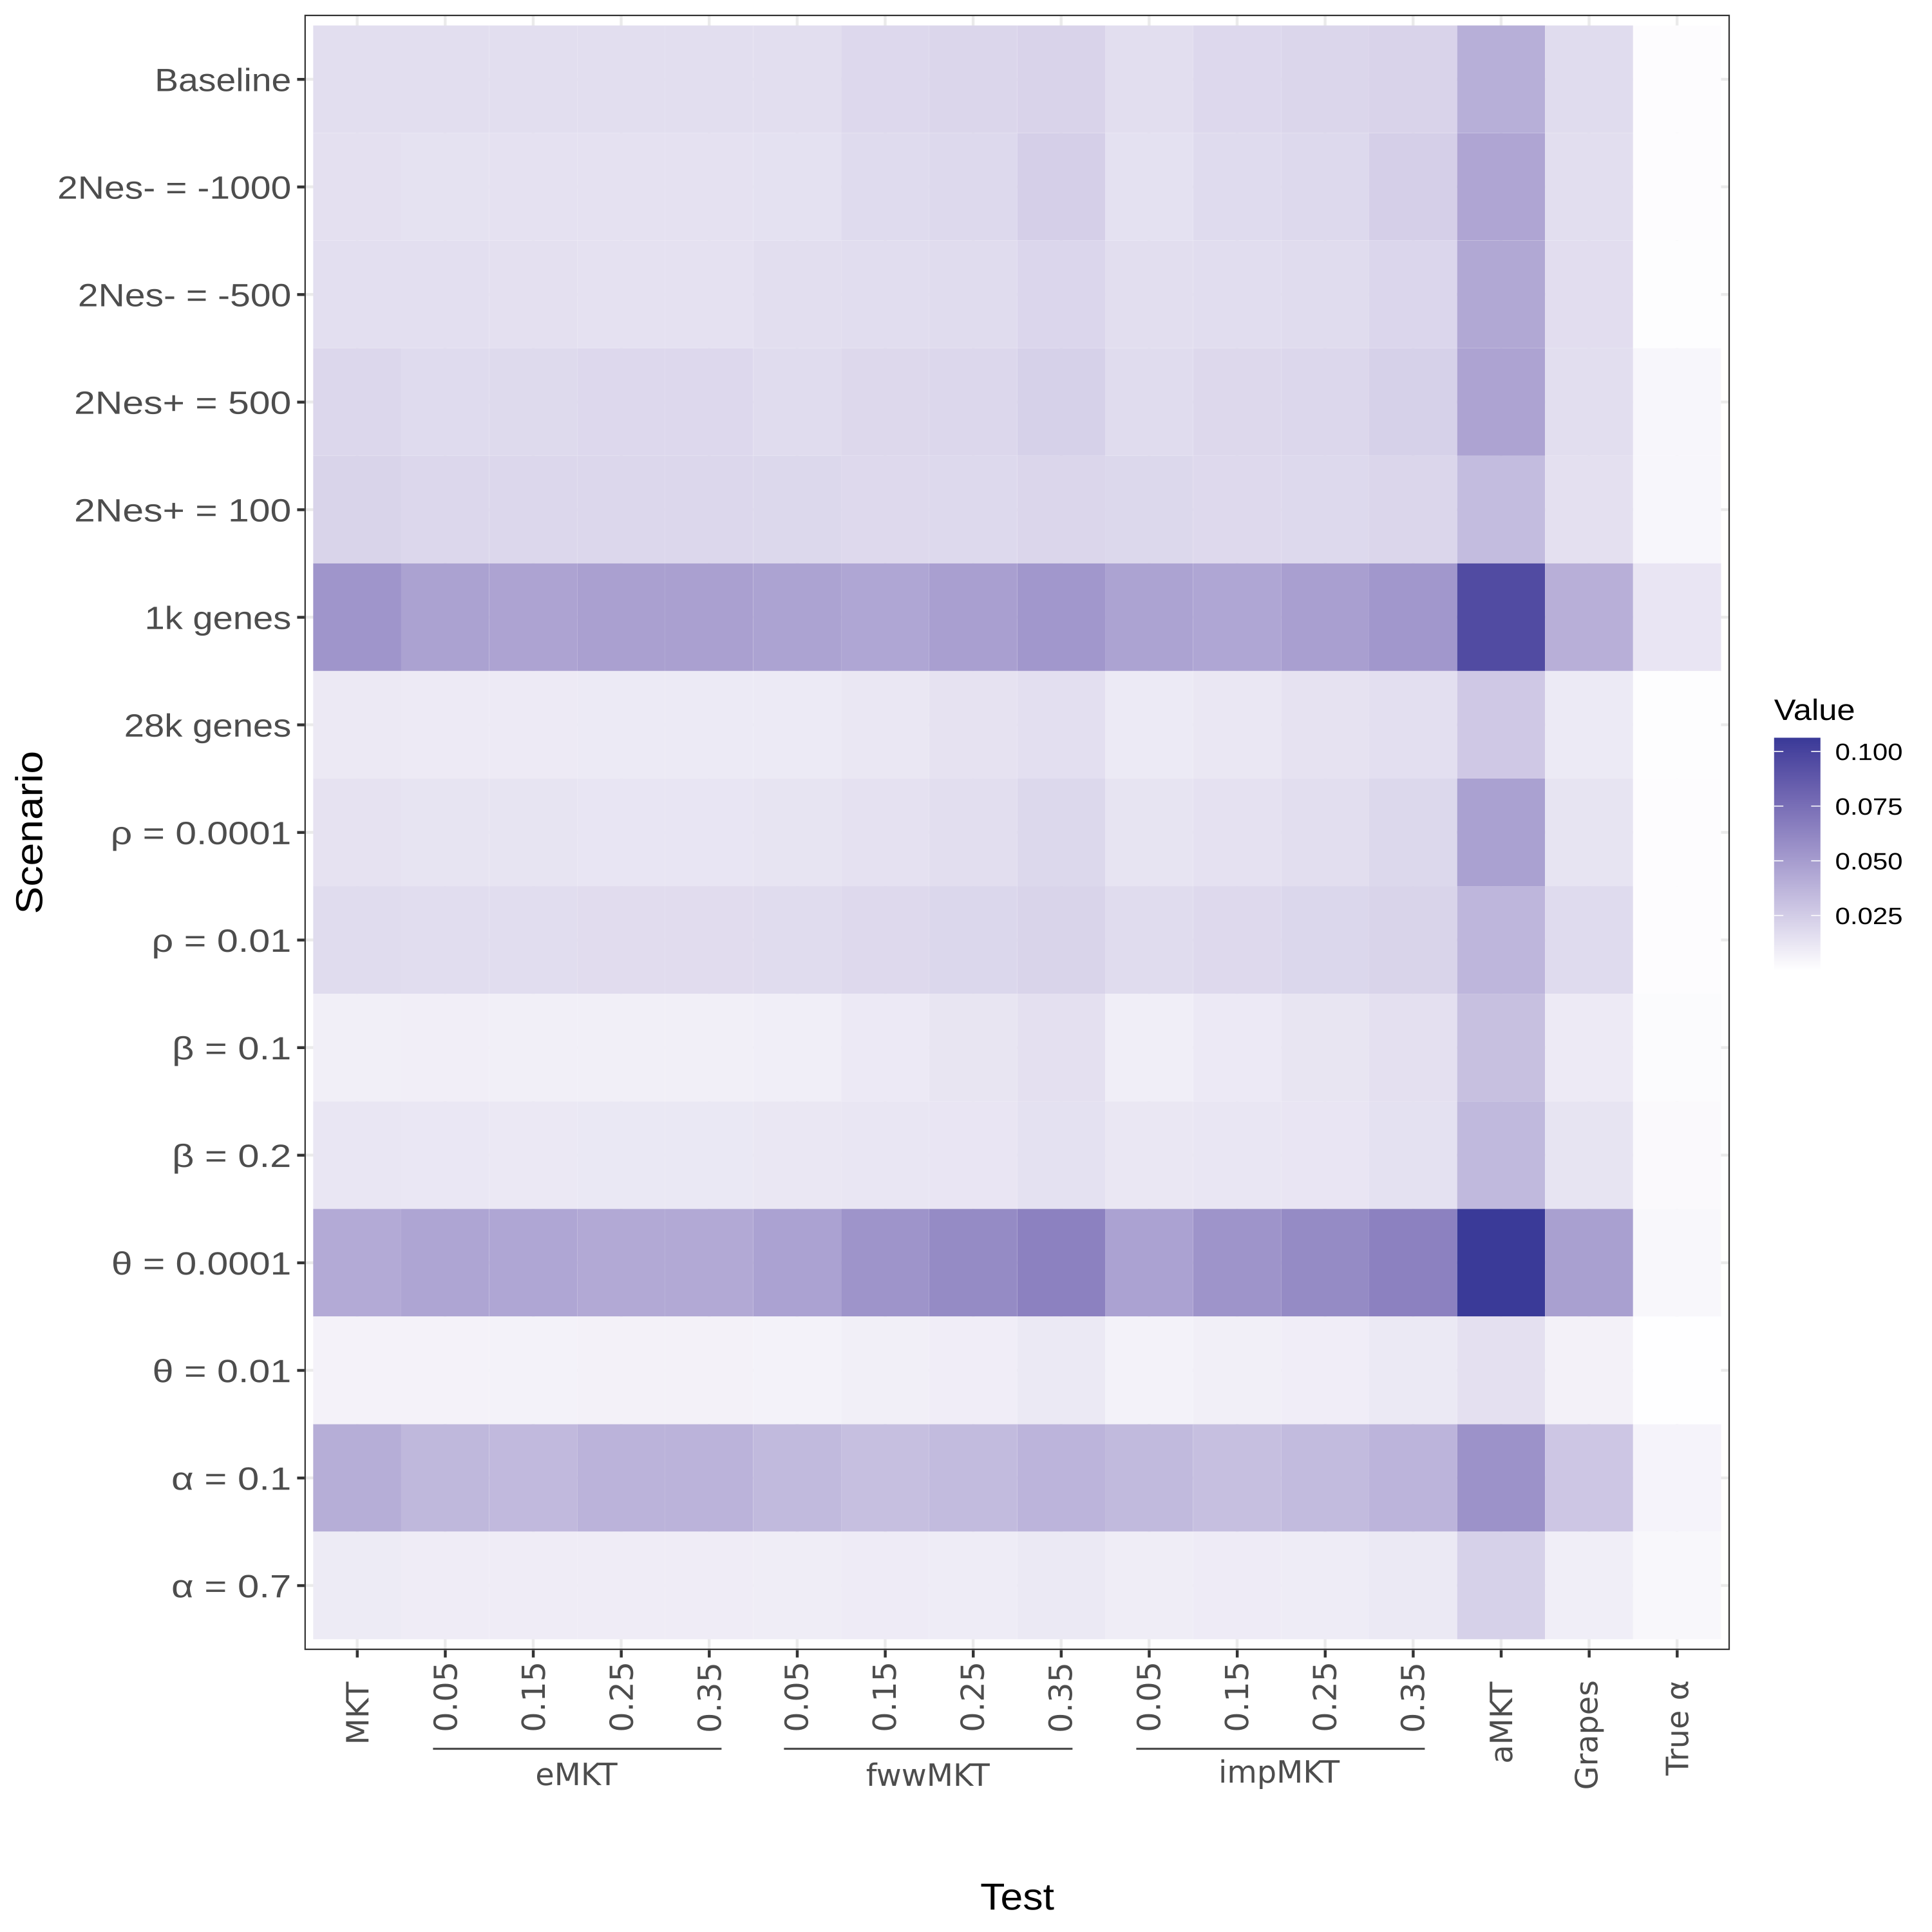 Baseline
2Nes- = -1000
2Nes- = -500
2Nes+ = 500
2Nes+ = 100
1k genes
28k genes
ρ = 0.0001
ρ = 0.01
β = 0.1
β = 0.2
θ = 0.0001
θ = 0.01
α = 0.1
α = 0.7
Scenario
MKT
0.05
0.15
0.25
0.35
0.05
0.15
0.25
0.35
0.05
0.15
0.25
0.35
aMKT
Grapes
True α
eMKT
fwwMKT
impMKT
Test
Value
0.100
0.075
0.050
0.025